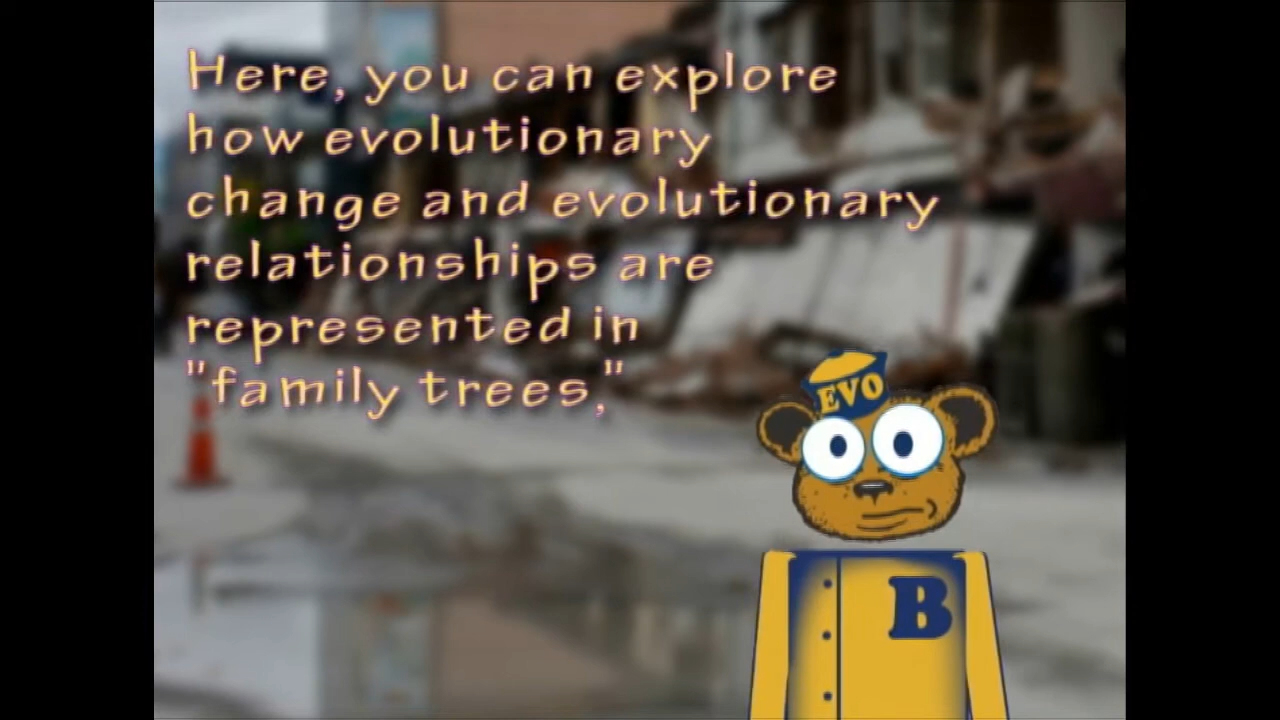 Here, you can explore
how evolutionary
change and evolutionary
relationships are
represented in
"family trees,"
EVO
B